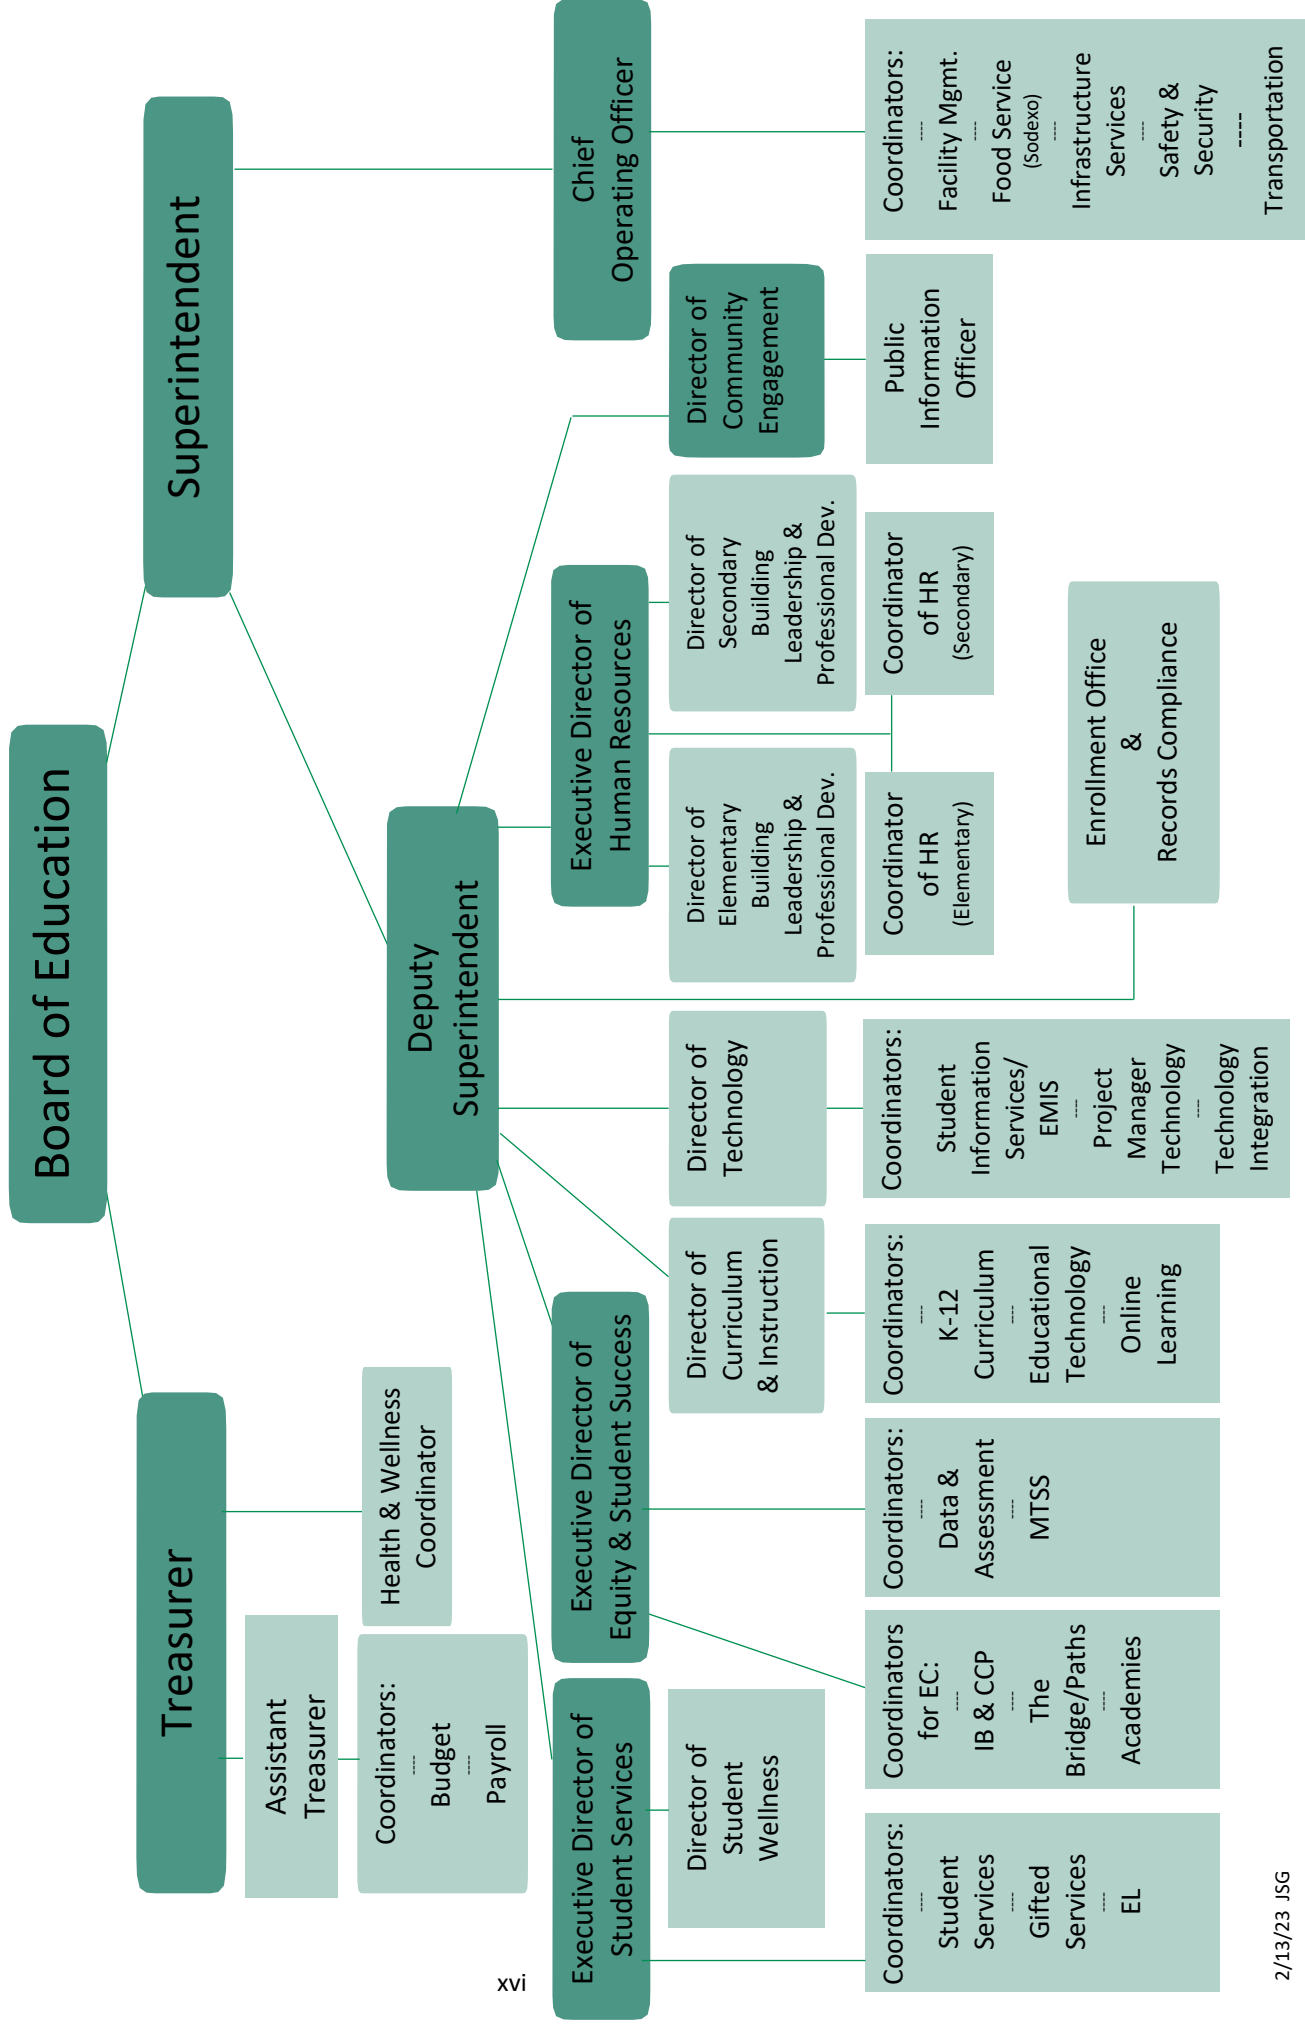 Board of Education
Treasurer
Superintendent
Assistant
Treasurer
Health & Wellness
Coordinator
Coordinators:
----
Budget
----
Payroll
Deputy
Superintendent
Chief
Operating Officer
Executive Director of
Student Services
Executive Director of
Equity & Student Success
Executive Director of
Human Resources
Director of
Student
Wellness
Director of
Curriculum
& Instruction
Director of
Technology
Director of
Elementary
Building
Leadership &
Professional Dev.
Director of
Secondary
Building
Leadership &
Professional Dev.
Director of
Community
Engagement
Coordinators:
----
Student
Services
----
Gifted
Services
----
EL
Coordinators
for EC:
----
IB & CCP
----
The
Bridge/Paths
----
Academies
Coordinators:
----
Data &
Assessment
----
MTSS
Coordinators:
----
K-12
Curriculum
----
Educational
Technology
----
Online
Learning
Coordinators:
Student
Information
Services/
EMIS
----
Project
Manager
Technology
----
Technology
Integration
Coordinator
of HR
(Elementary)
Coordinator
of HR
(Secondary)
Public
Information
Officer
Coordinators:
----
Facility Mgmt.
----
Food Service
(Sodexo)
----
Infrastructure
Services
----
Safety &
Security
----
Transportation
Enrollment Office
&
Records Compliance
2/13/23 JSG
xvi